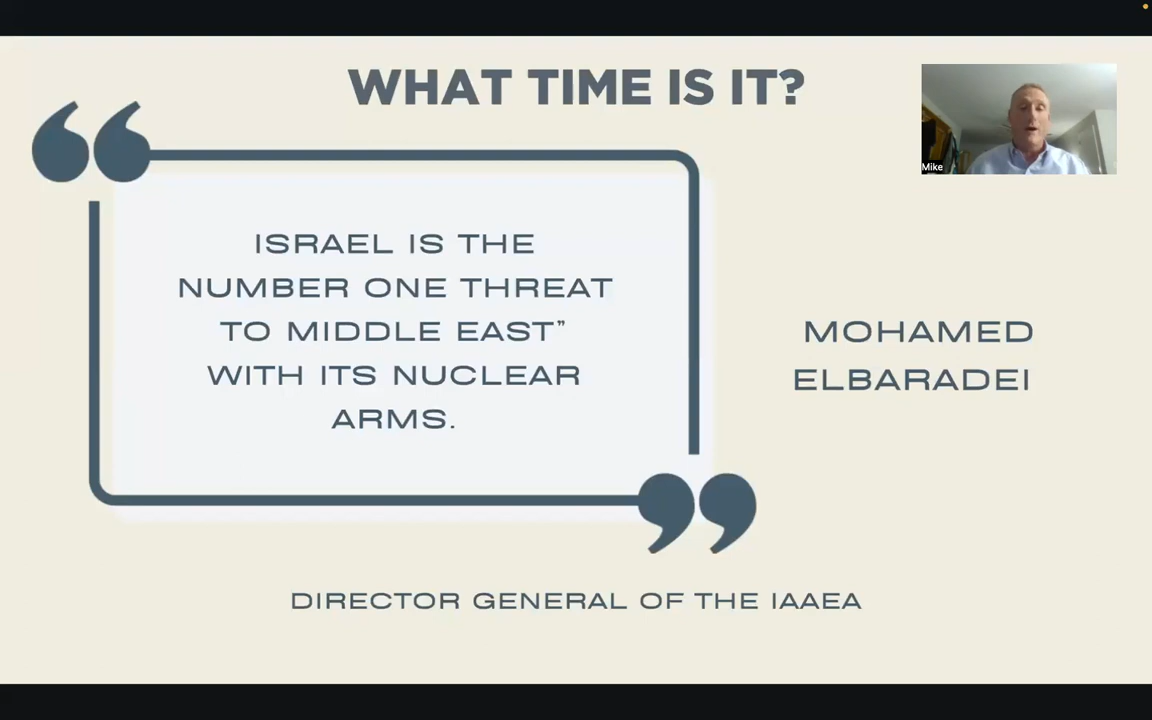 WHAT TIME IS IT?
Mike
ISRAEL IS THE
NUMBER ONE THREAT
TO MIDDLE EAST”
WITH ITS NUCLEAR
ARMS.
MOHAMED
ELBARADEI
DIRECTOR GENERAL OF THE IAAEA